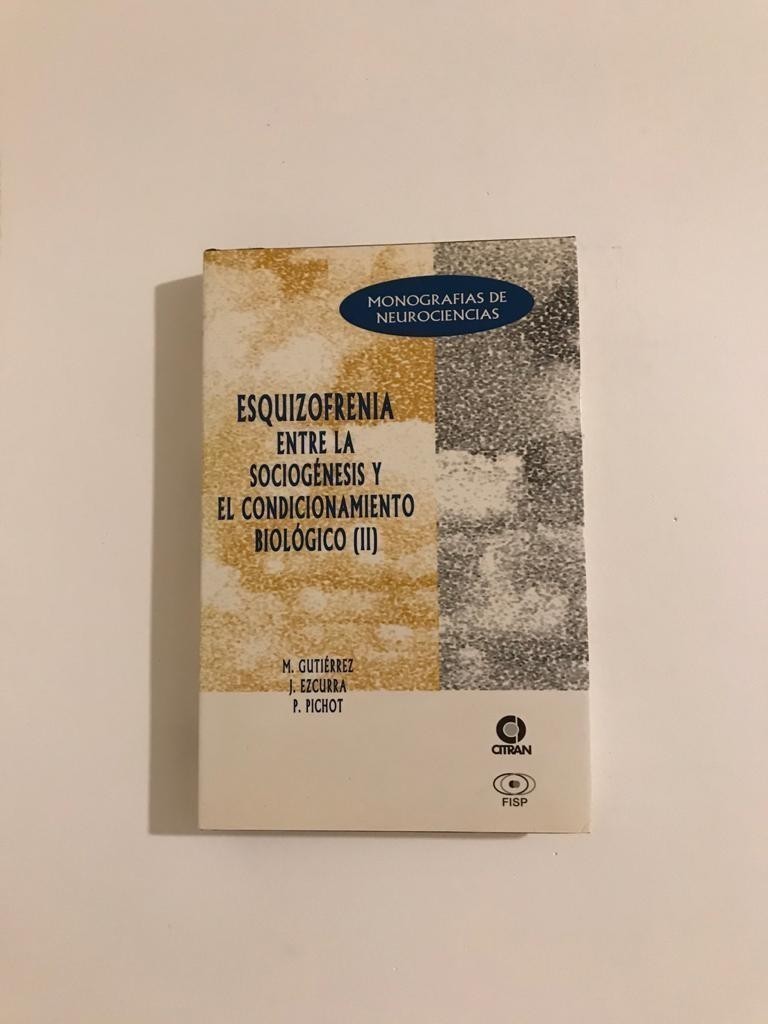 MONOGRAFIAS DE
NEUROCIENCIAS
ESQUIZOFRENIA
ENTRE LA
SOCIOGÉNESIS Y
EL CONDICIONAMIENTO
BIOLÓGICO (II)
M. GUTIÉRREZ
J. EZCURRA
P. PICHOT
CITRAN
FISP